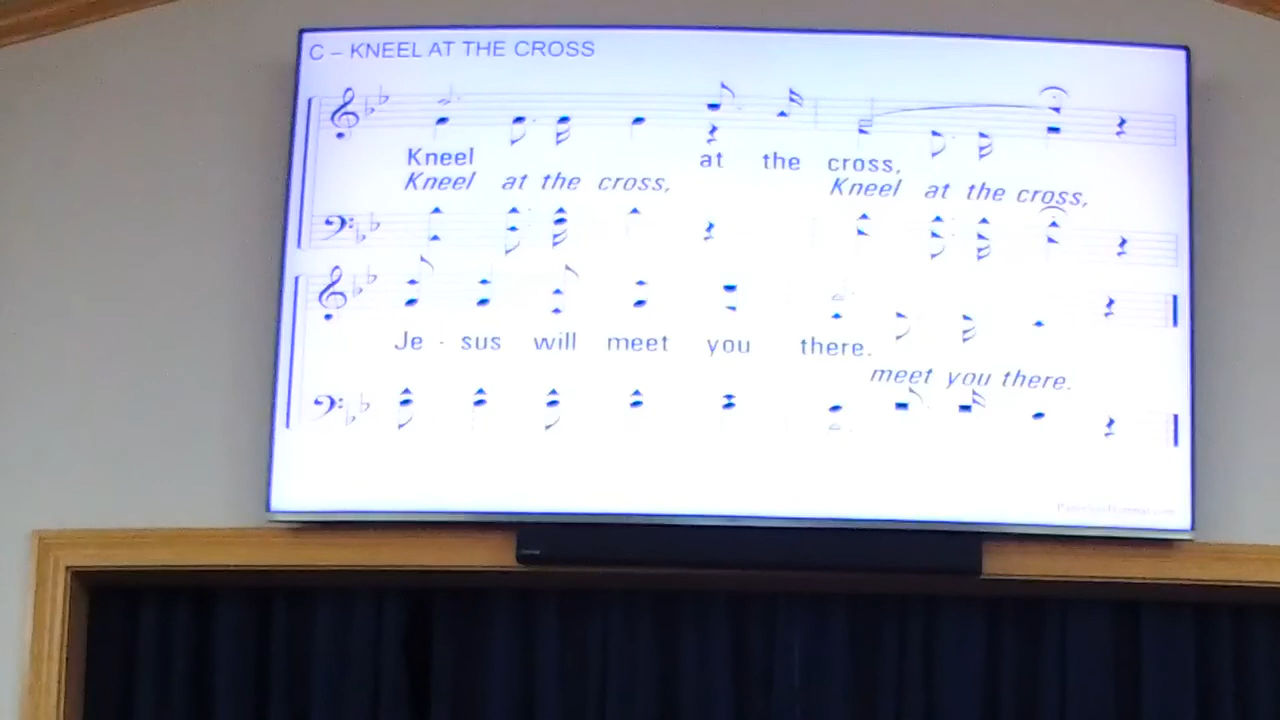 C – KNEEL AT THE CROSS
Kneel at the cross,
Kneel at the cross, Kneel at the cross,
Je - sus will meet you there.
meet you there.